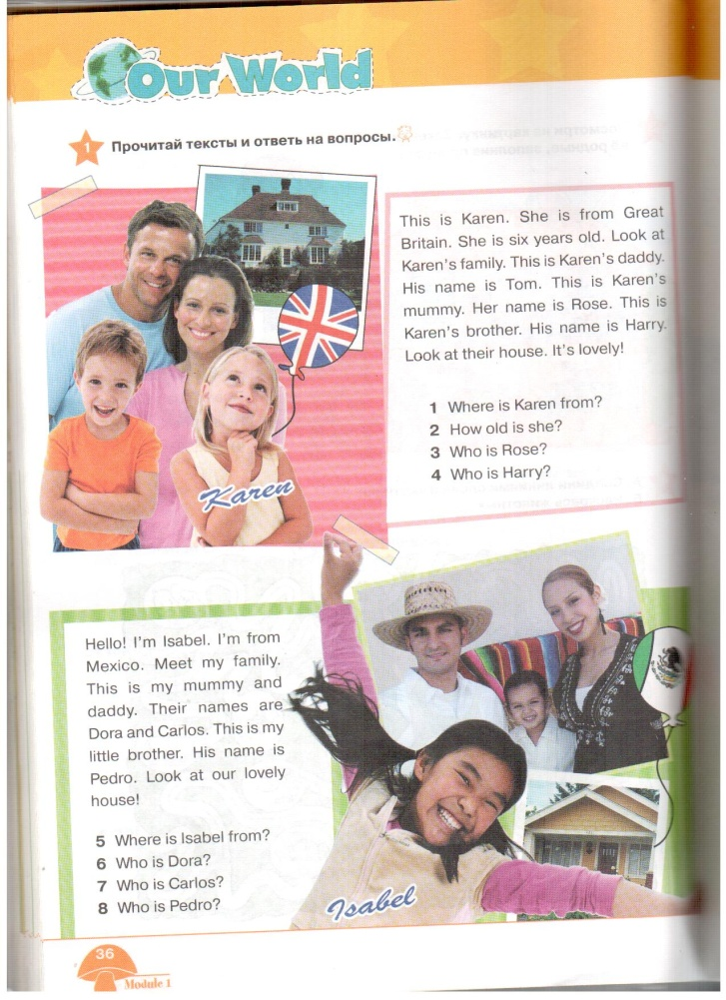 Our World
1 Прочитай тексты и ответь на вопросы.
This is Karen. She is from Great
Britain. She is six years old. Look at
Karen's family. This is Karen's daddy.
His name is Tom. This is Karen's
mummy. Her name is Rose. This is
Karen's brother. His name is Harry.
Look at their house. It's lovely!
1 Where is Karen from?
2 How old is she?
3 Who is Rose?
4 Who is Harry?
Karen
Hello! I'm Isabel. I'm from
Mexico. Meet my family.
This is my mummy and
daddy. Their names are
Dora and Carlos. This is my
little brother. His name is
Pedro. Look at our lovely
house!
5 Where is Isabel from?
6 Who is Dora?
7 Who is Carlos?
8 Who is Pedro?
Isabel
36
Module 1